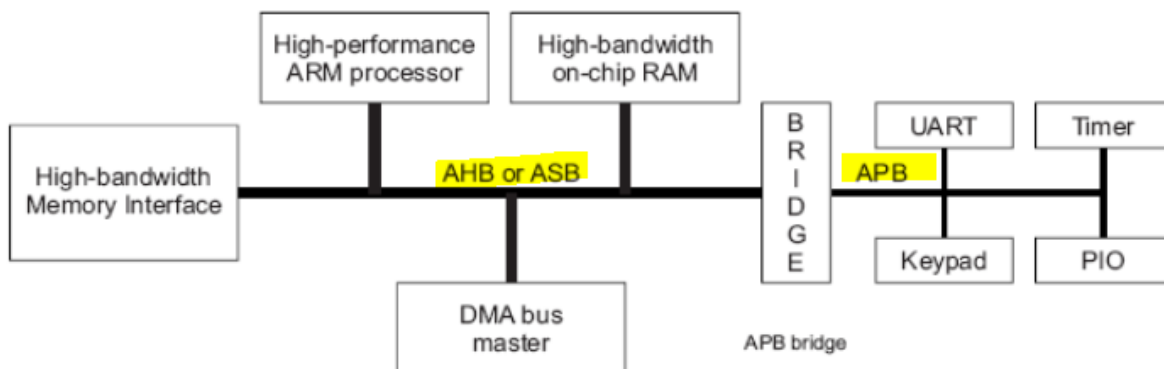 High-performance
ARM processor
High-bandwidth
on-chip RAM
High-bandwidth
Memory Interface
AHB or ASB
B
R
I
D
G
E
APB
UART
Timer
Keypad
PIO
DMA bus
master
APB bridge